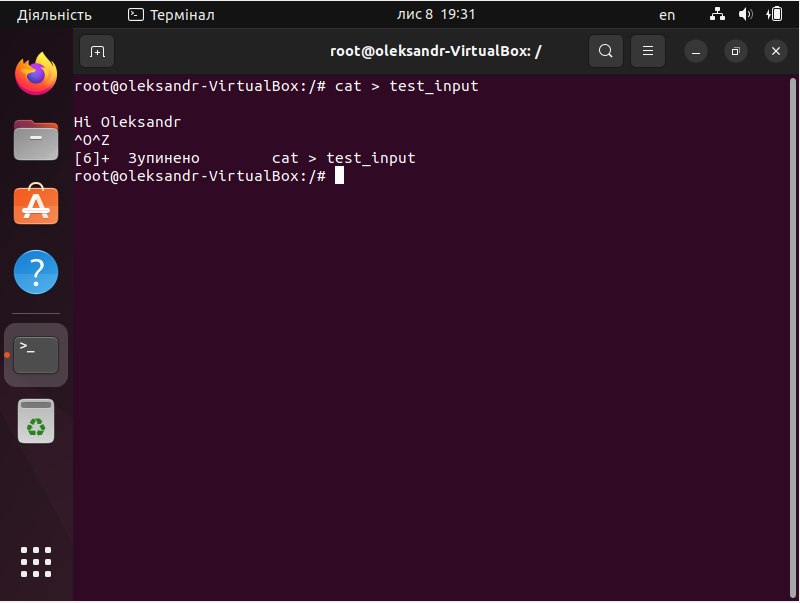 Діяльність Термінал лис 8 19:31 en
root@oleksandr-VirtualBox: /
root@oleksandr-VirtualBox:/# cat > test_input
Hi Oleksandr
^O^Z
[6]+ Зупинено cat > test_input
root@oleksandr-VirtualBox:/#